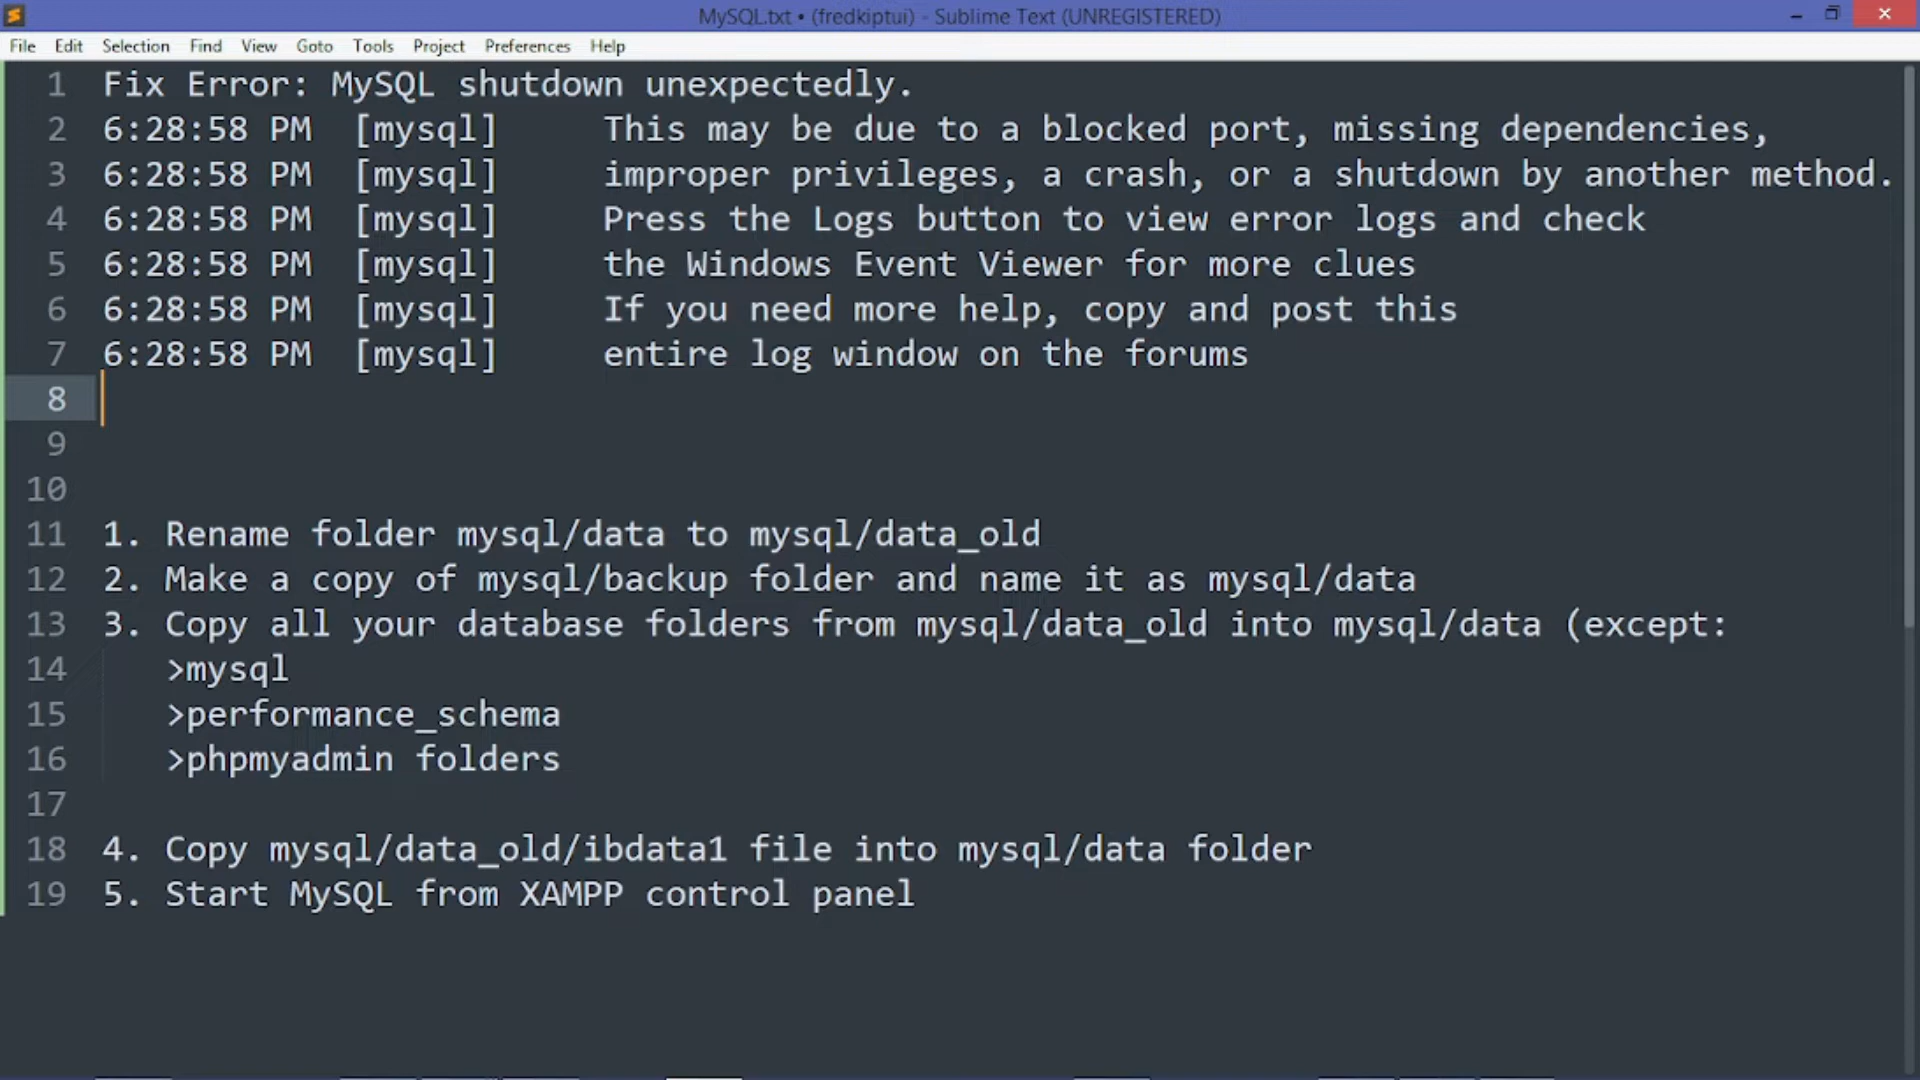 MySQL.txt • (fredkiptui) - Sublime Text (UNREGISTERED)
File Edit Selection Find View Goto Tools Project Preferences Help
1 Fix Error: MySQL shutdown unexpectedly.
2 6:28:58 PM [mysql] This may be due to a blocked port, missing dependencies,
3 6:28:58 PM [mysql] improper privileges, a crash, or a shutdown by another method.
4 6:28:58 PM [mysql] Press the Logs button to view error logs and check
5 6:28:58 PM [mysql] the Windows Event Viewer for more clues
6 6:28:58 PM [mysql] If you need more help, copy and post this
7 6:28:58 PM [mysql] entire log window on the forums
8
9
10
11 1. Rename folder mysql/data to mysql/data_old
12 2. Make a copy of mysql/backup folder and name it as mysql/data
13 3. Copy all your database folders from mysql/data_old into mysql/data (except:
14 >mysql
15 >performance_schema
16 >phpmyadmin folders
17
18 4. Copy mysql/data_old/ibdata1 file into mysql/data folder
19 5. Start MySQL from XAMPP control panel